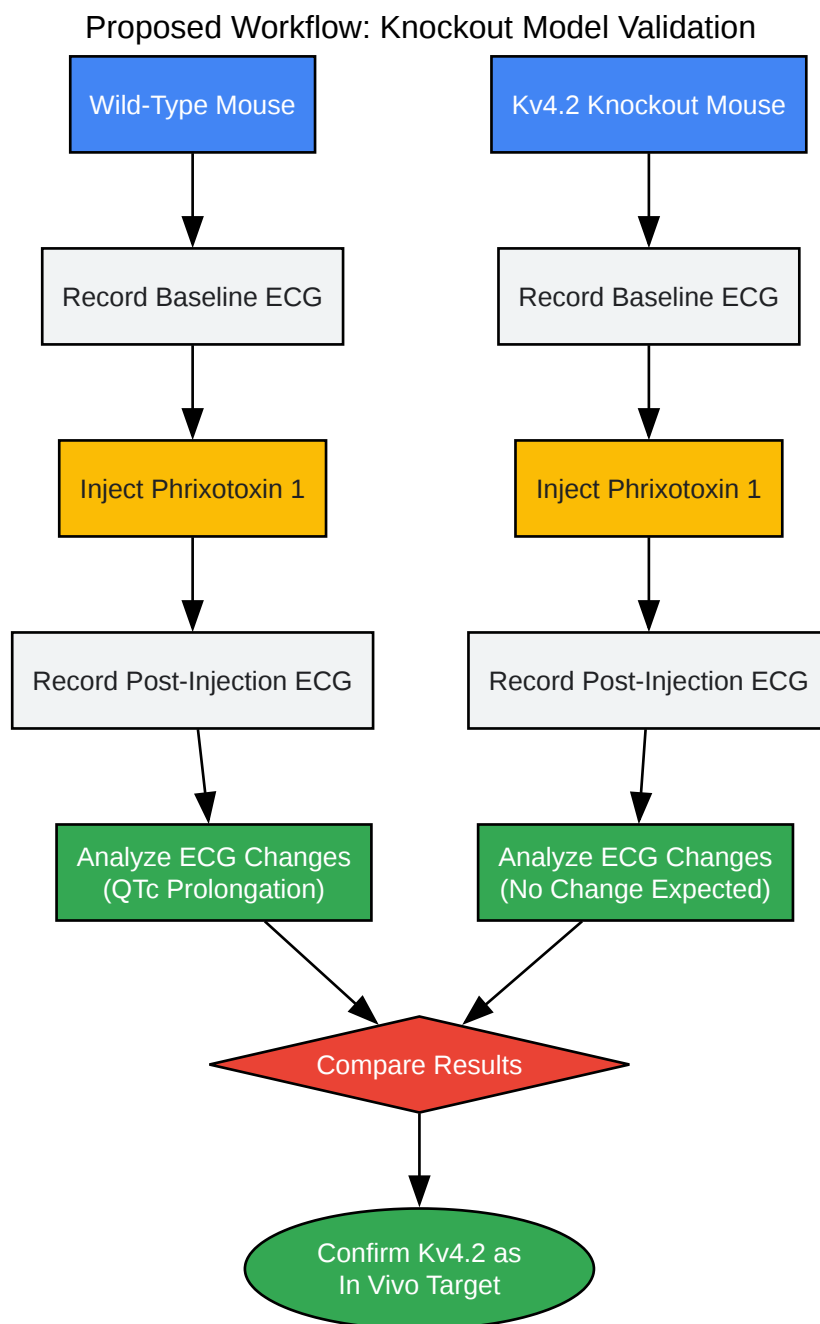 Proposed Workflow: Knockout Model Validation
Wild-Type Mouse
Kv4.2 Knockout Mouse
Record Baseline ECG
Record Baseline ECG
Inject Phrixotoxin 1
Inject Phrixotoxin 1
Record Post-Injection ECG
Record Post-Injection ECG
Analyze ECG Changes
(QTc Prolongation)
Analyze ECG Changes
(No Change Expected)
Compare Results
Confirm Kv4.2 as
In Vivo Target